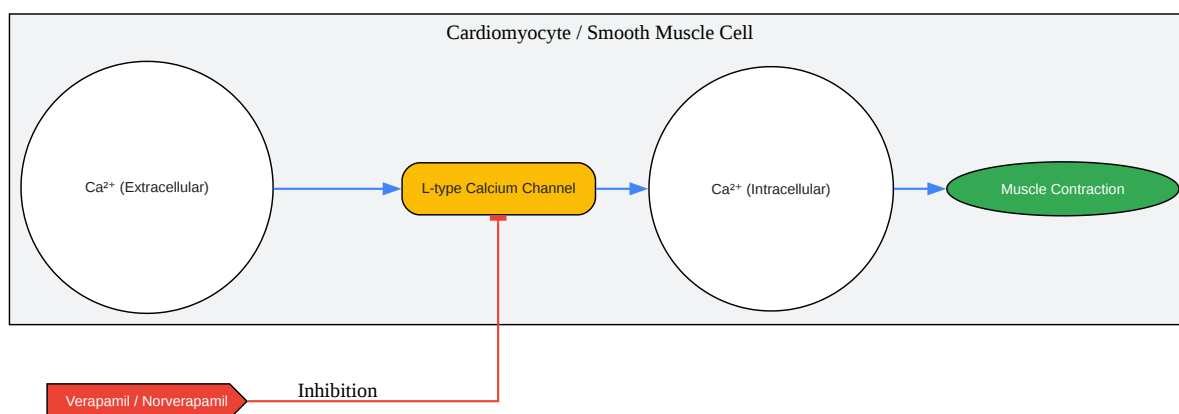 Cardiomyocyte / Smooth Muscle Cell
Ca²⁺ (Extracellular)
L-type Calcium Channel
Ca²⁺ (Intracellular)
Muscle Contraction
Inhibition
Verapamil / Norverapamil